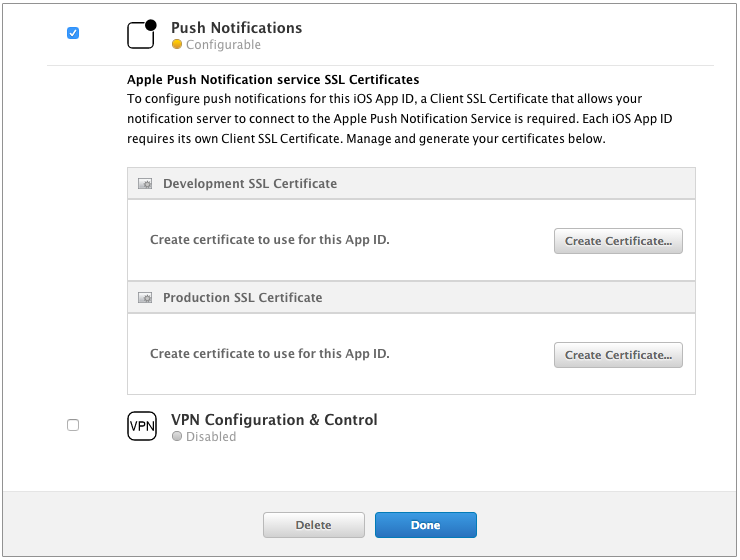 Push Notifications
Configurable
Apple Push Notification service SSL Certificates
To configure push notifications for this iOS App ID, a Client SSL Certificate that allows your
notification server to connect to the Apple Push Notification Service is required. Each iOS App ID
requires its own Client SSL Certificate. Manage and generate your certificates below.
Development SSL Certificate
Create certificate to use for this App ID.
Create Certificate...
Production SSL Certificate
Create certificate to use for this App ID.
Create Certificate...
VPN
VPN Configuration & Control
Disabled
Delete
Done